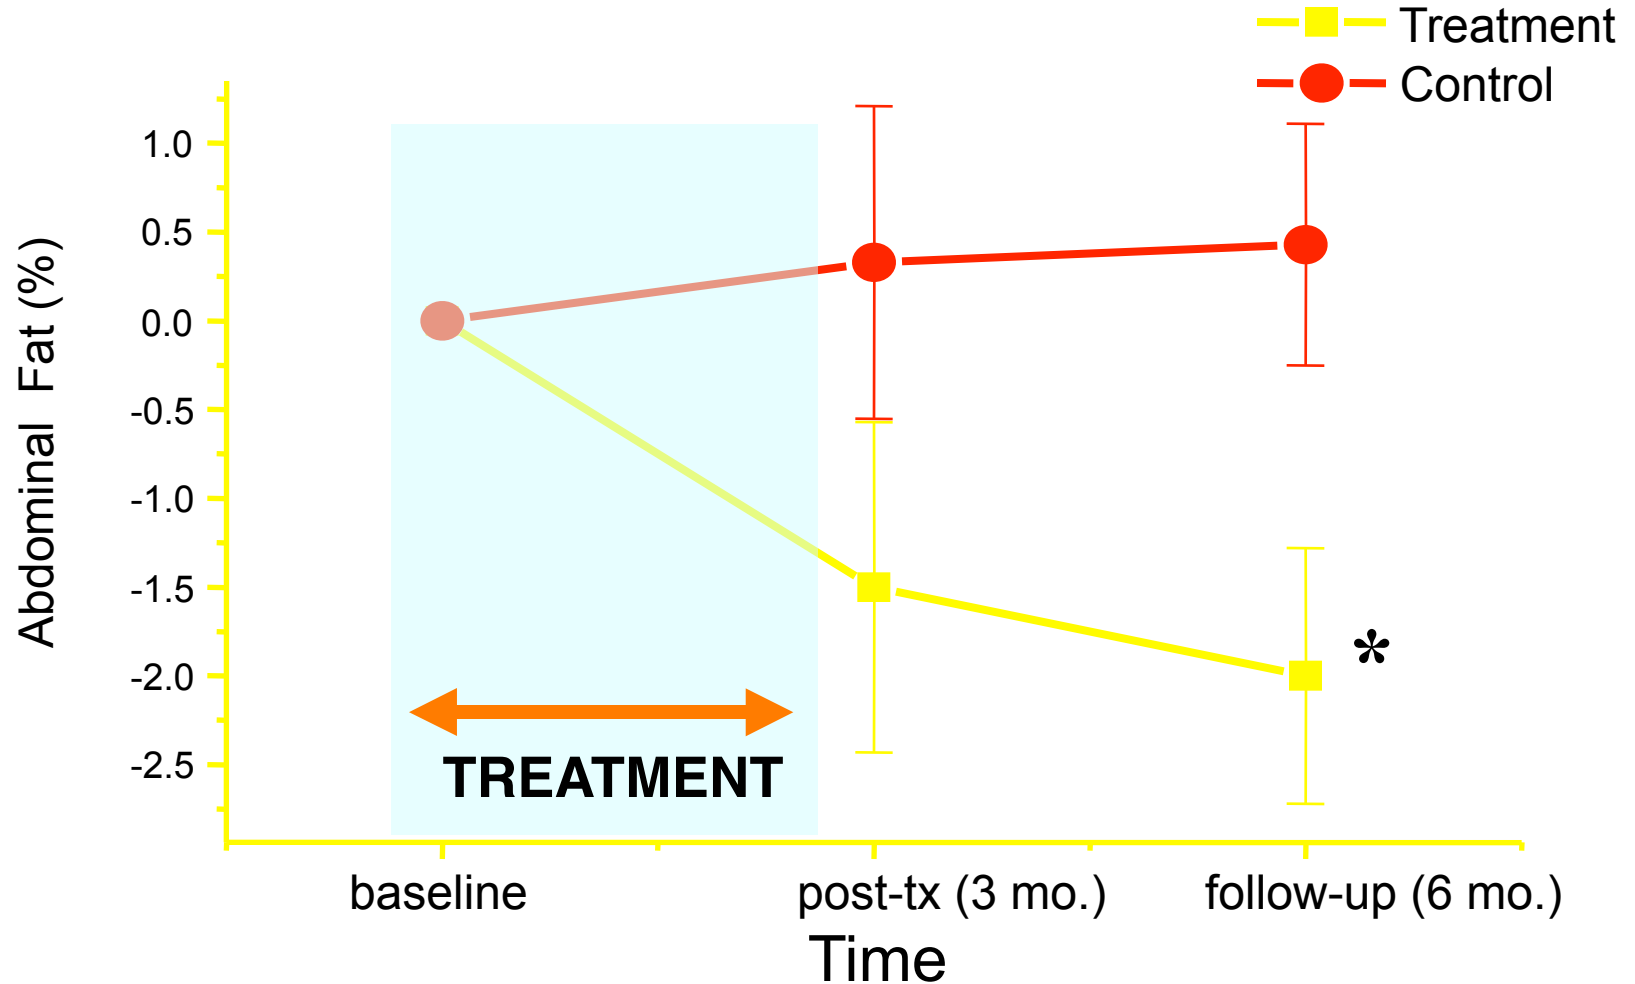 Treatment
Control
1.0
0.5
0.0
-0.5
-1.0
-1.5
-2.0
-2.5
Abdominal Fat (%)
*
TREATMENT
baseline
post-tx (3 mo.)
follow-up (6 mo.)
Time